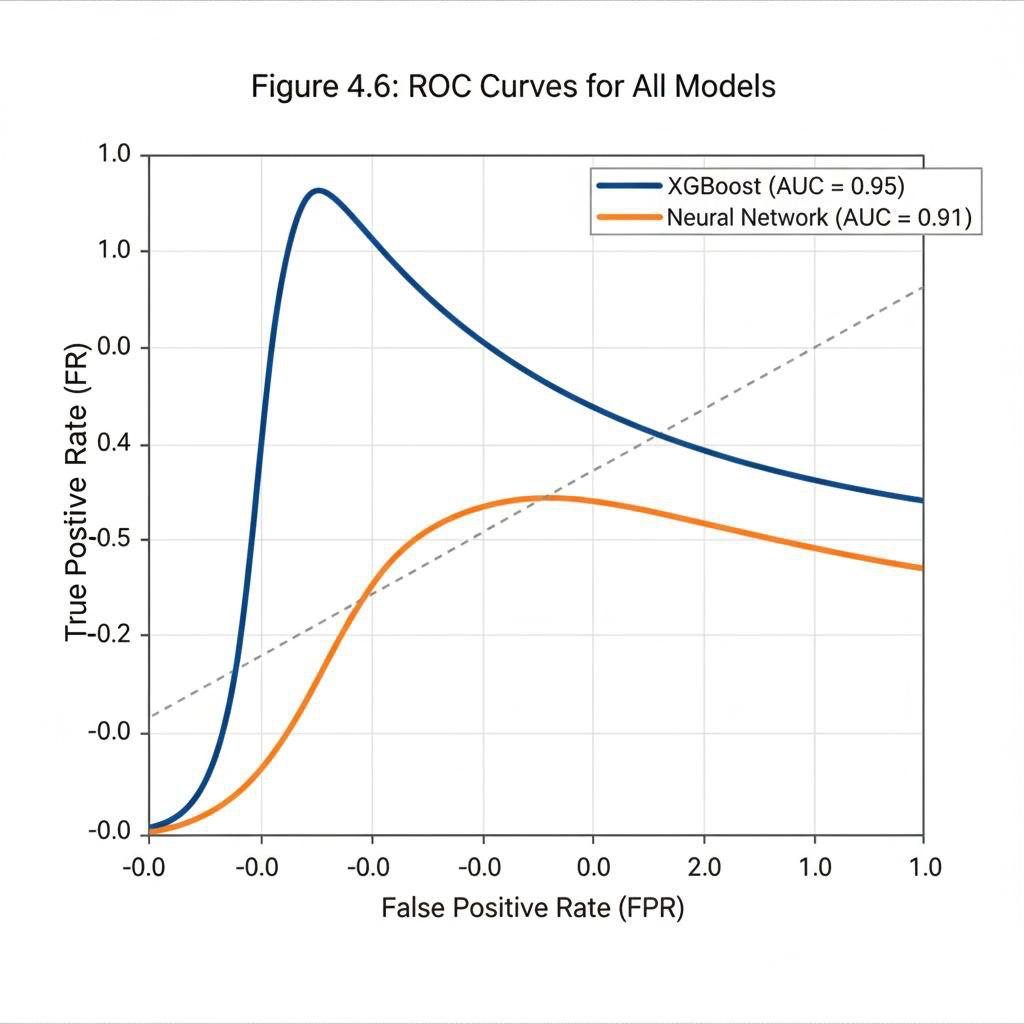 Figure 4.6: ROC Curves for All Models
XGBoost (AUC = 0.95)
Neural Network (AUC = 0.91)
True Postive Rate (FR)
1.0
1.0
0.0
0.4
-0.5
-0.2
-0.0
-0.0
-0.0 -0.0 -0.0 -0.0 0.0 2.0 1.0 1.0
False Positive Rate (FPR)